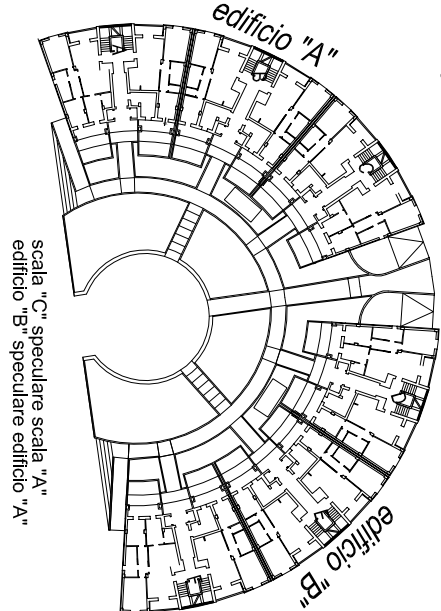 edificio "A"
scala "C" speculare scala "A"
edificio "B" speculare edificio "A"
edificio "B"